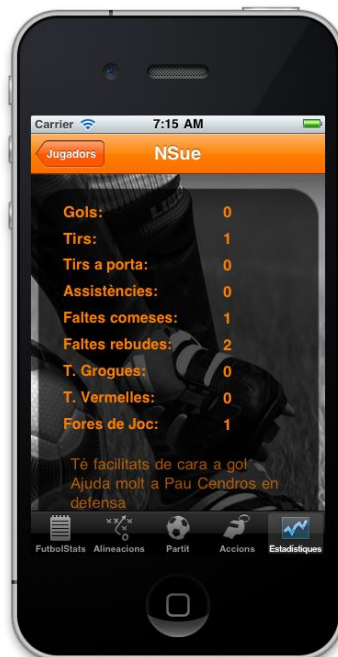 Carrier 7:15 AM
Jugadors NSue
Gols: 0
Tirs: 1
Tirs a porta: 0
Assistències: 0
Faltes comeses: 1
Faltes rebudes: 2
T. Grogues: 0
T. Vermelles: 0
Fores de Joc: 1
Té facilitats de cara a gol
Ajuda molt a Pau Cendros en
defensa
FutbolStats Alineacions Partit Accions Estadístiques